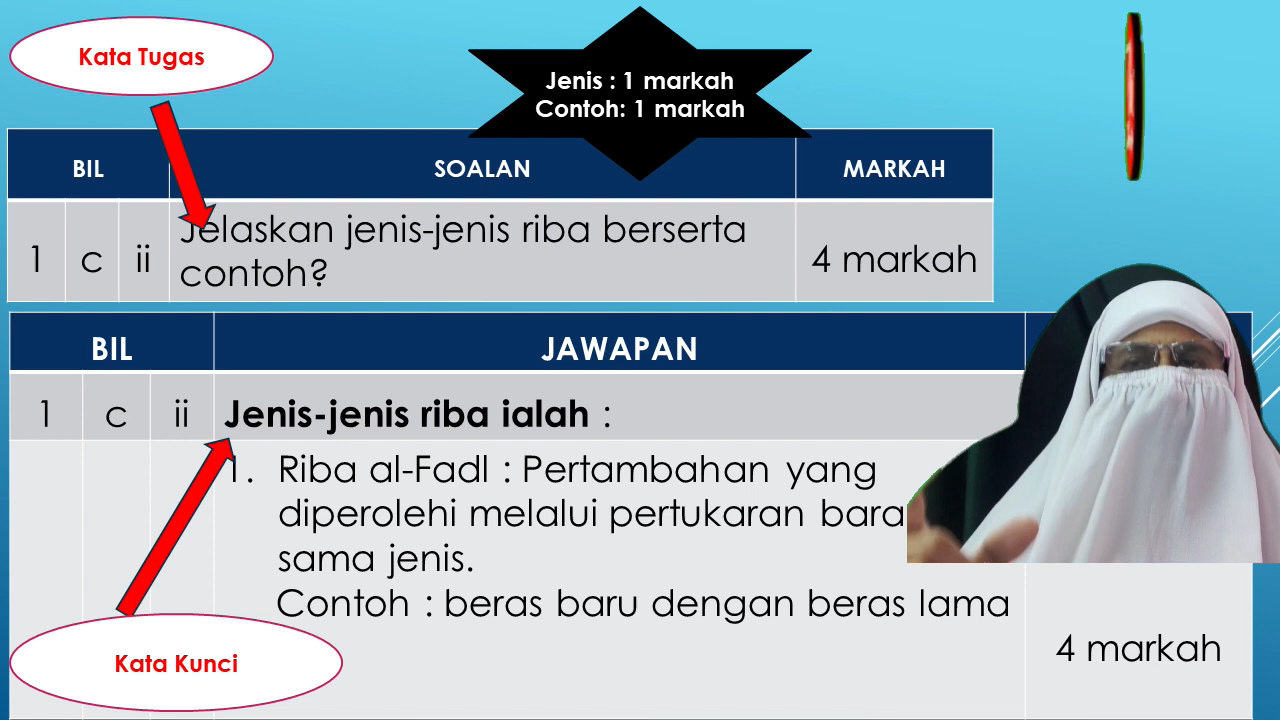 Kata Tugas
Jenis : 1 markah
Contoh: 1 markah
BIL SOALAN MARKAH
1 c ii Jelaskan jenis-jenis riba berserta
contoh? 4 markah
BIL JAWAPAN
1 c ii Jenis-jenis riba ialah :
1. Riba al-Fadl : Pertambahan yang
diperolehi melalui pertukaran
sama jenis.
Contoh : beras baru dengan beras lama
4 markah
Kata Kunci